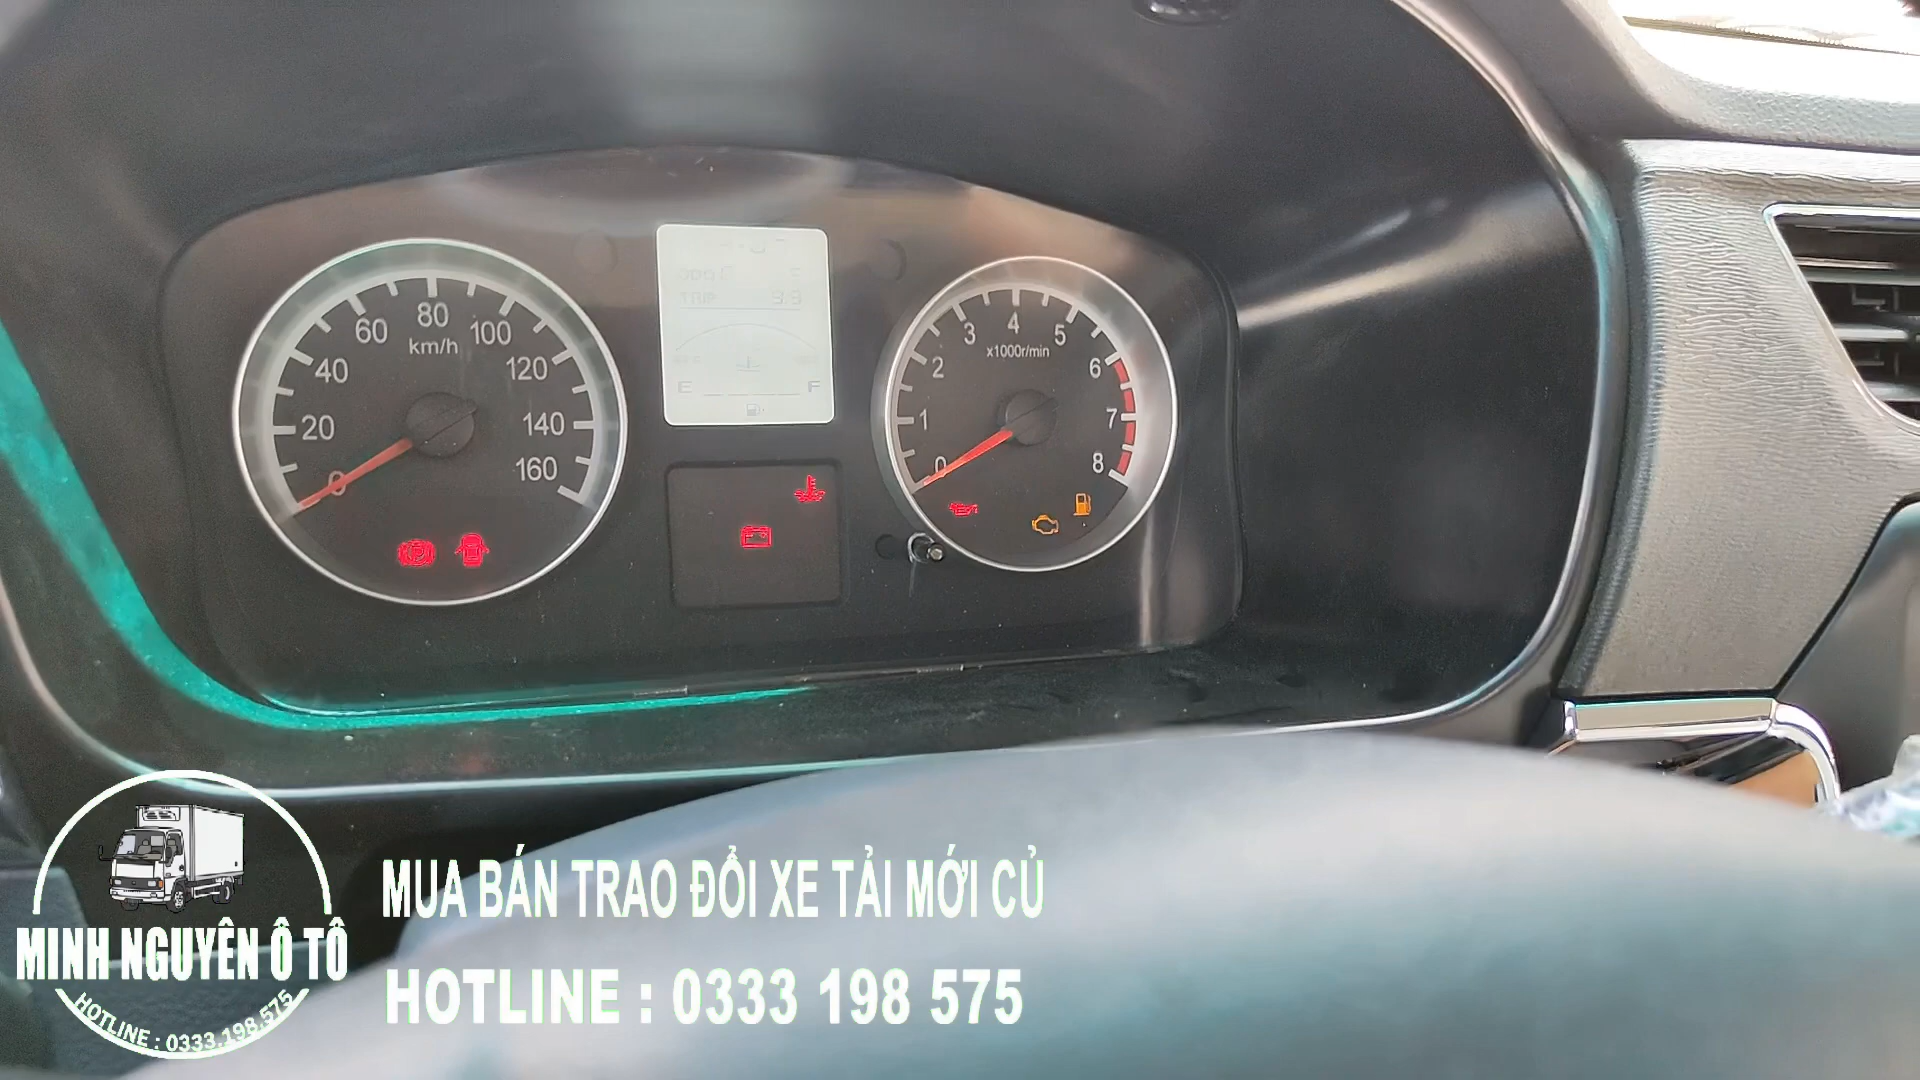 80
60
100
km/h
40
120
20
140
0
160
TRIP 9.9
E F
4
3
5
x1000r/min
2
6
1
7
0
8
MINH NGUYÊN Ô TÔ
HOTLINE : 0333.198.575
MUA BÁN TRAO ĐỔI XE TẢI MỚI CỦ
HOTLINE : 0333 198 575